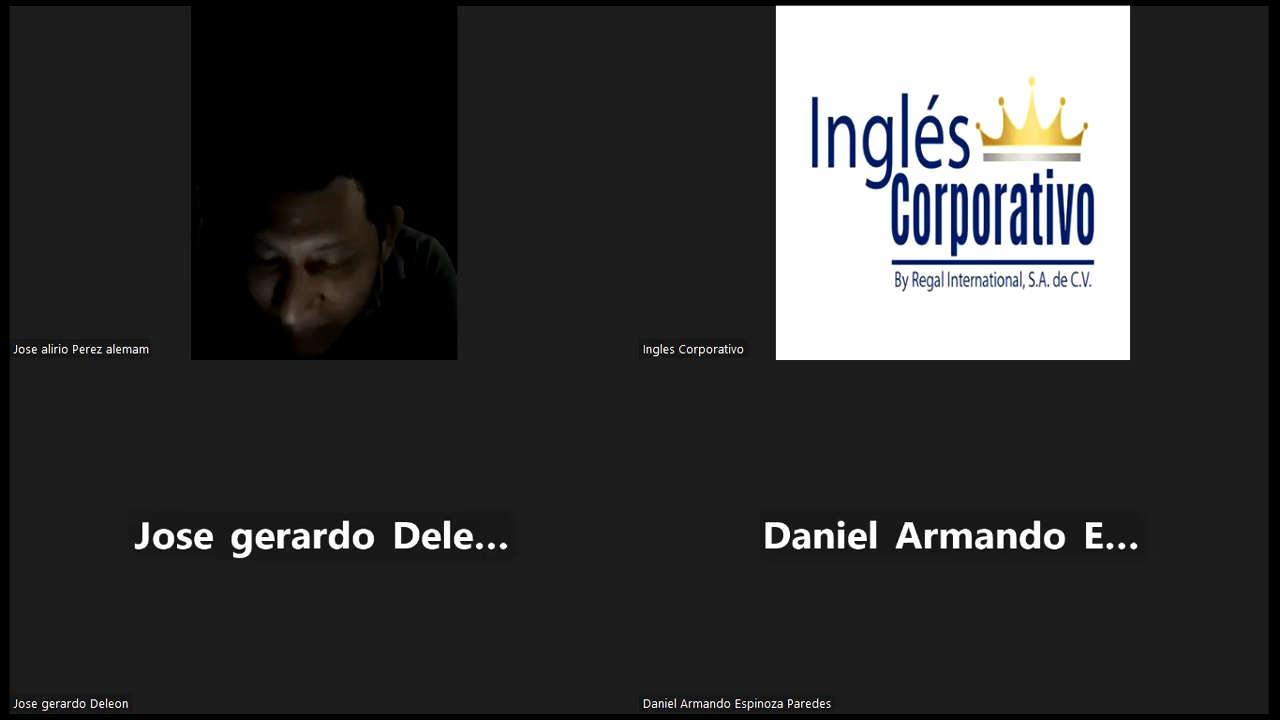 Inglés
Corporativo
By Regal International, S.A. de C.V.
Jose alirio Perez alemam
Ingles Corporativo
Jose gerardo Dele...
Daniel Armando E...
Jose gerardo Deleon
Daniel Armando Espinoza Paredes